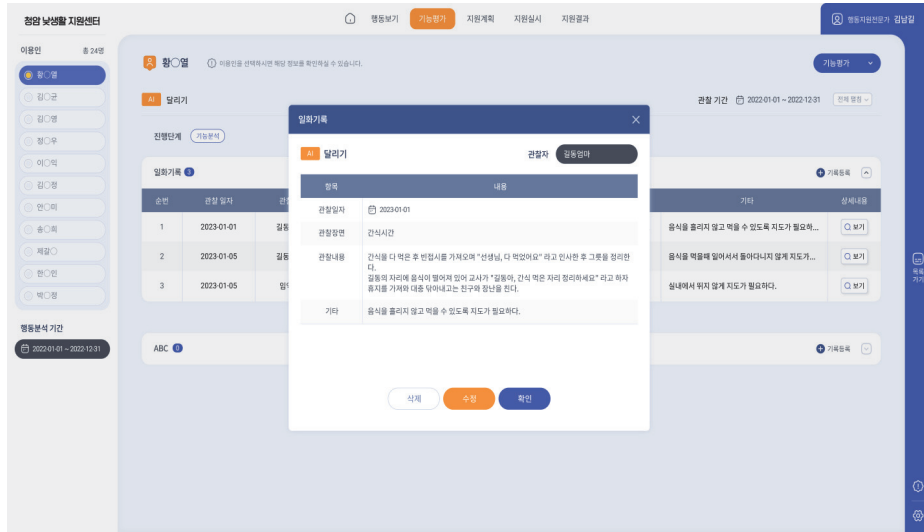 청암 낮생활 지원센터
행동보기
기능평가
지원계획
지원실시
지원결과
행동지원전문가 김남길
이용인
총 24명
황○열
김○균
김○명
정○우
이○덕
김○정
안○미
송○희
제갈○
한○민
박○정
행동분석 기간
2022-01-01 ~ 2022-12-31
황○열
이용인을 선택하시면 해당 정보를 확인하실 수 있습니다.
기능평가
AI 달리기
관찰 기간 2022-01-01 ~ 2022-12-31
전체 펼침
진행단계 기능분석
일화기록 3
기록등록
순번
관찰 일자
기타
상세내용
1
2023-01-01
길동
음식을 흘리지 않고 먹을 수 있도록 지도가 필요하...
보기
2
2023-01-05
길동
음식을 먹을때 일어서서 돌아다니지 않게 지도가...
보기
3
2023-01-05
실내에서 뛰지 않게 지도가 필요하다.
보기
ABC 0
기록등록
일화기록
AI 달리기
관찰자 길동엄마
항목
내용
관찰일자
2023-01-01
관찰장면
간식시간
관찰내용
간식을 다 먹은 후 빈접시를 가져오며 "선생님, 다 먹었어요" 라고 인사한 후 그릇을 정리한
다.
길동의 자리에 음식이 떨어져 있어 교사가 "길동아, 간식 먹은 자리 정리하세요" 라고 하자
휴지를 가져와 대충 닦아내고는 친구와 장난을 친다.
기타
음식을 흘리지 않고 먹을 수 있도록 지도가 필요하다.
삭제
수정
확인